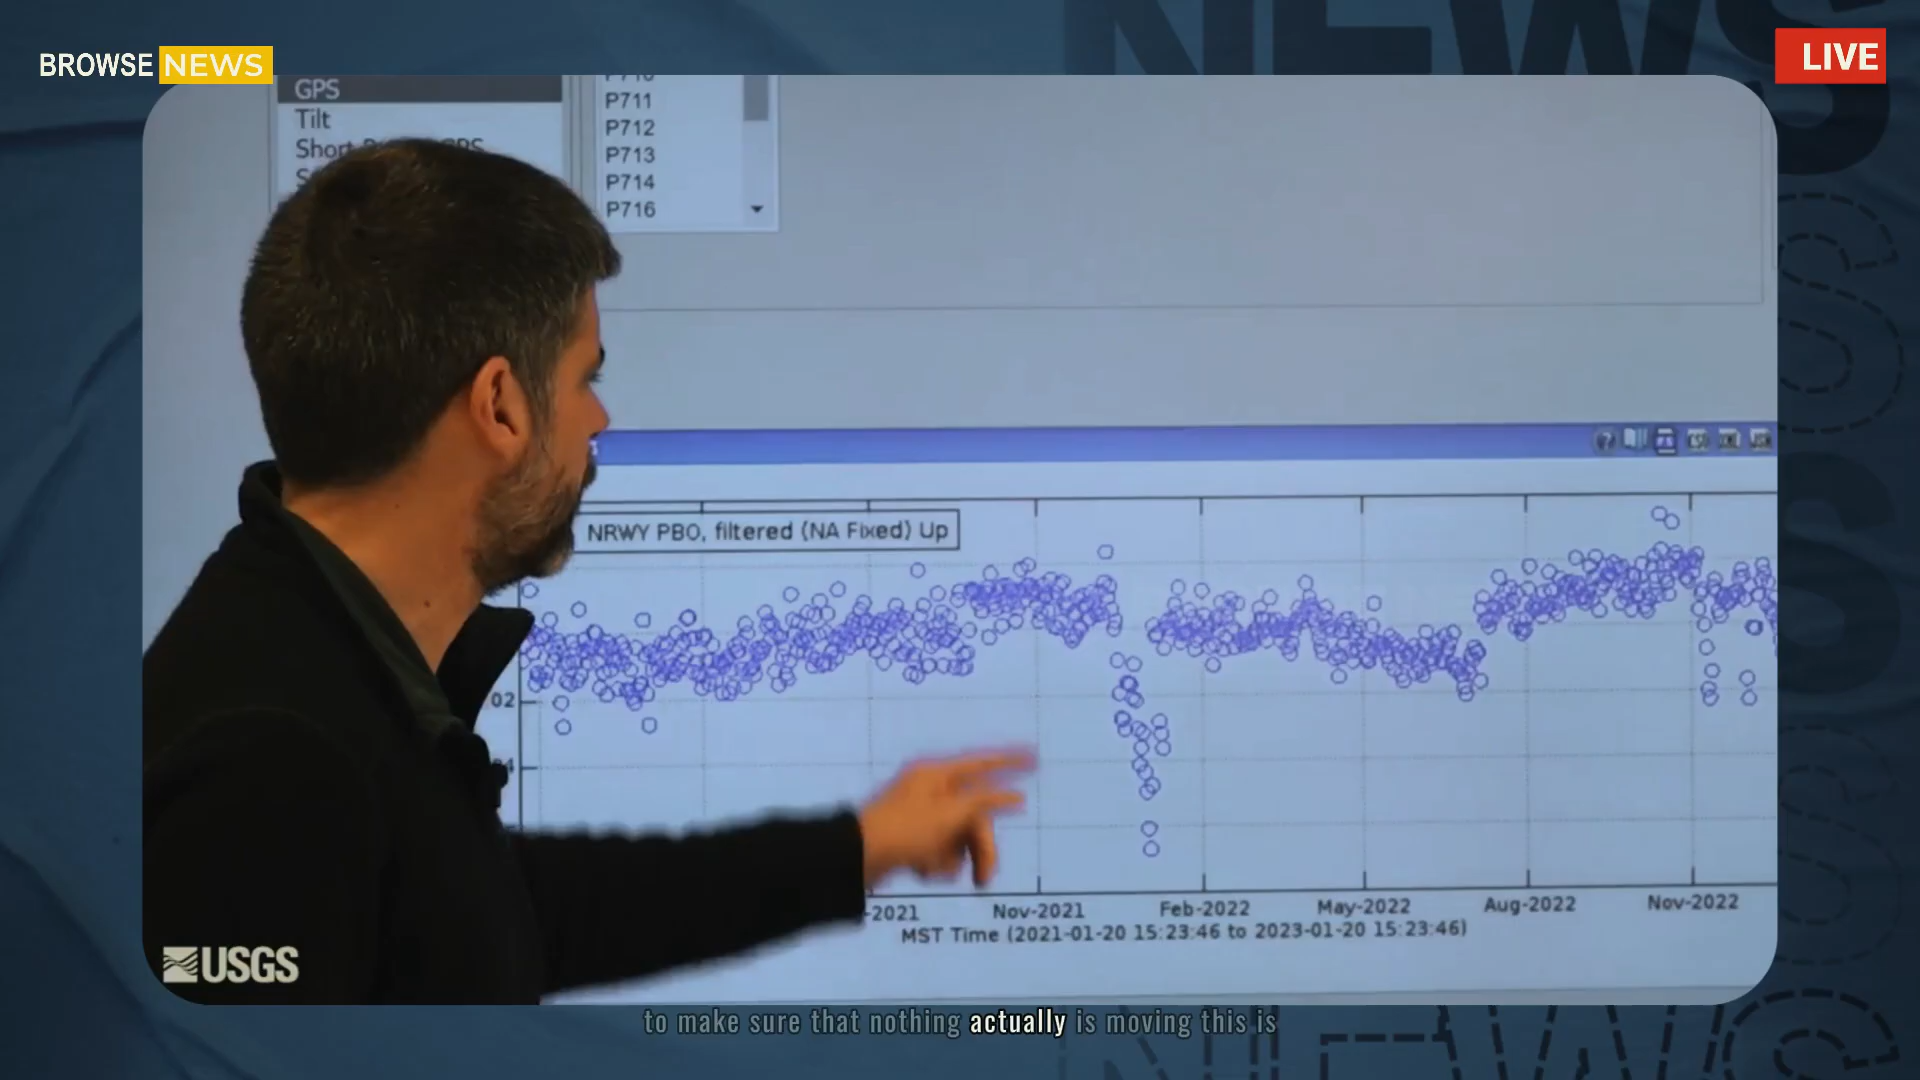 BROWSE NEWS
LIVE
NEWS
GPS
Tilt
P711
P712
P713
P714
P716
NRWY PBO, filtered (NA Fixed) Up
02
-2021
Nov-2021
Feb-2022
May-2022
Aug-2022
Nov-2022
MST Time (2021-01-20 15:23:46 to 2023-01-20 15:23:46)
USGS
to make sure that nothing actually is moving this is
NEWS